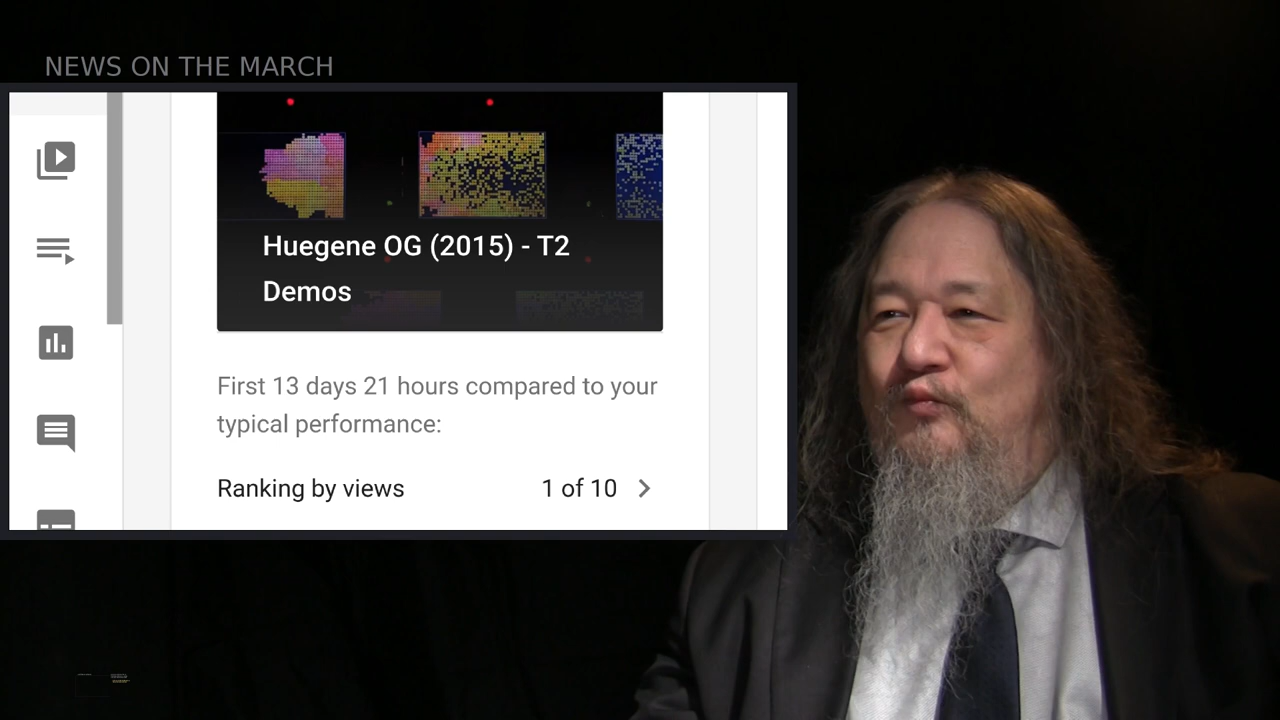 NEWS ON THE MARCH
Huegene OG (2015) - T2
Demos
First 13 days 21 hours compared to your
typical performance:
Ranking by views 1 of 10